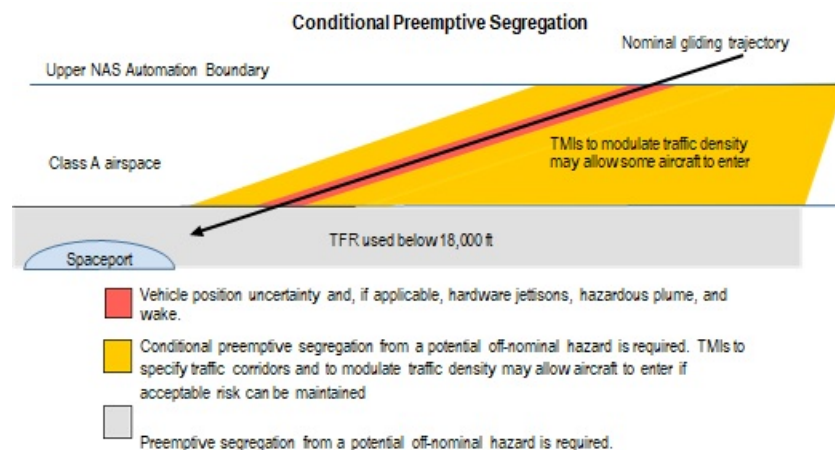 Conditional Preemptive Segregation
Nominal gliding trajectory
Upper NAS Automation Boundary
TMIs to modulate traffic density
may allow some aircraft to enter
Class A airspace
TFR used below 18,000 ft
Spaceport
Vehicle position uncertainty and, if applicable, hardware jettisons, hazardous plume, and
wake.
Conditional preemptive segregation from a potential off-nominal hazard is required. TMIs to
specify traffic corridors and to modulate traffic density may allow aircraft to enter if
acceptable risk can be maintained
Preemptive segregation from a potential off-nominal hazard is required.